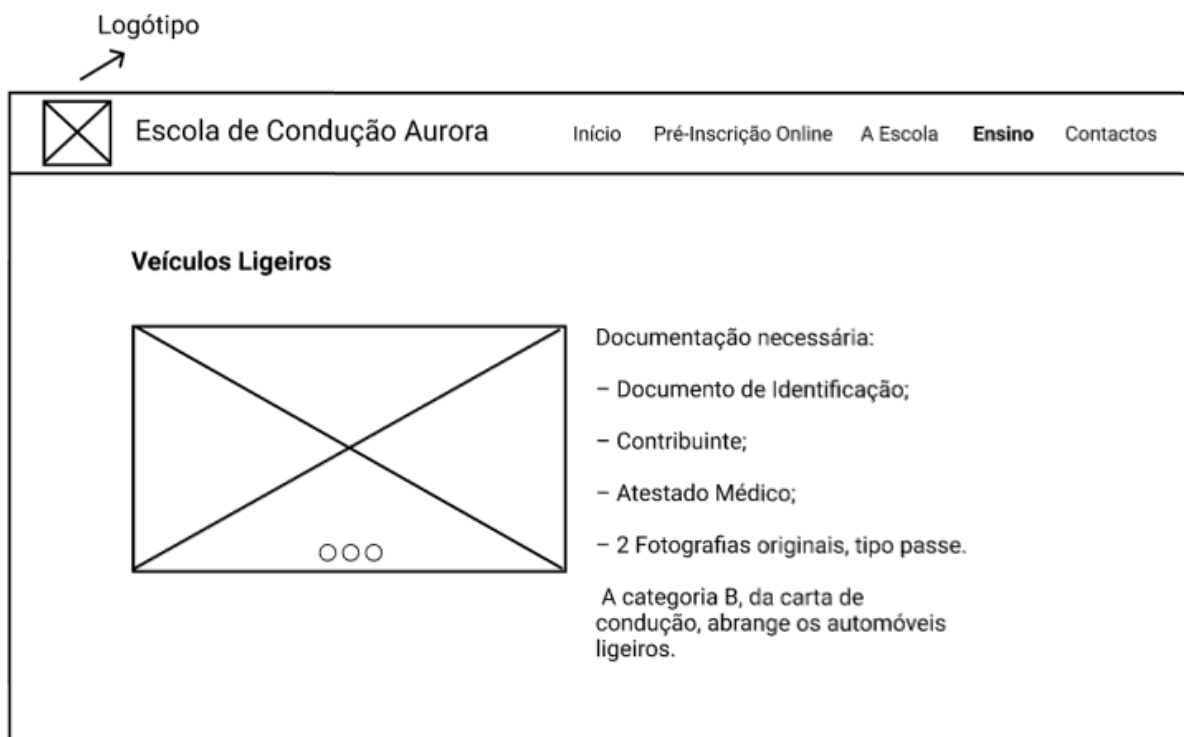 Logótipo
Escola de Condução Aurora
Início
Pré-Inscrição Online
A Escola
Ensino
Contactos
Veículos Ligeiros
Documentação necessária:
– Documento de Identificação;
– Contribuinte;
– Atestado Médico;
– 2 Fotografias originais, tipo passe.
A categoria B, da carta de
condução, abrange os automóveis
ligeiros.